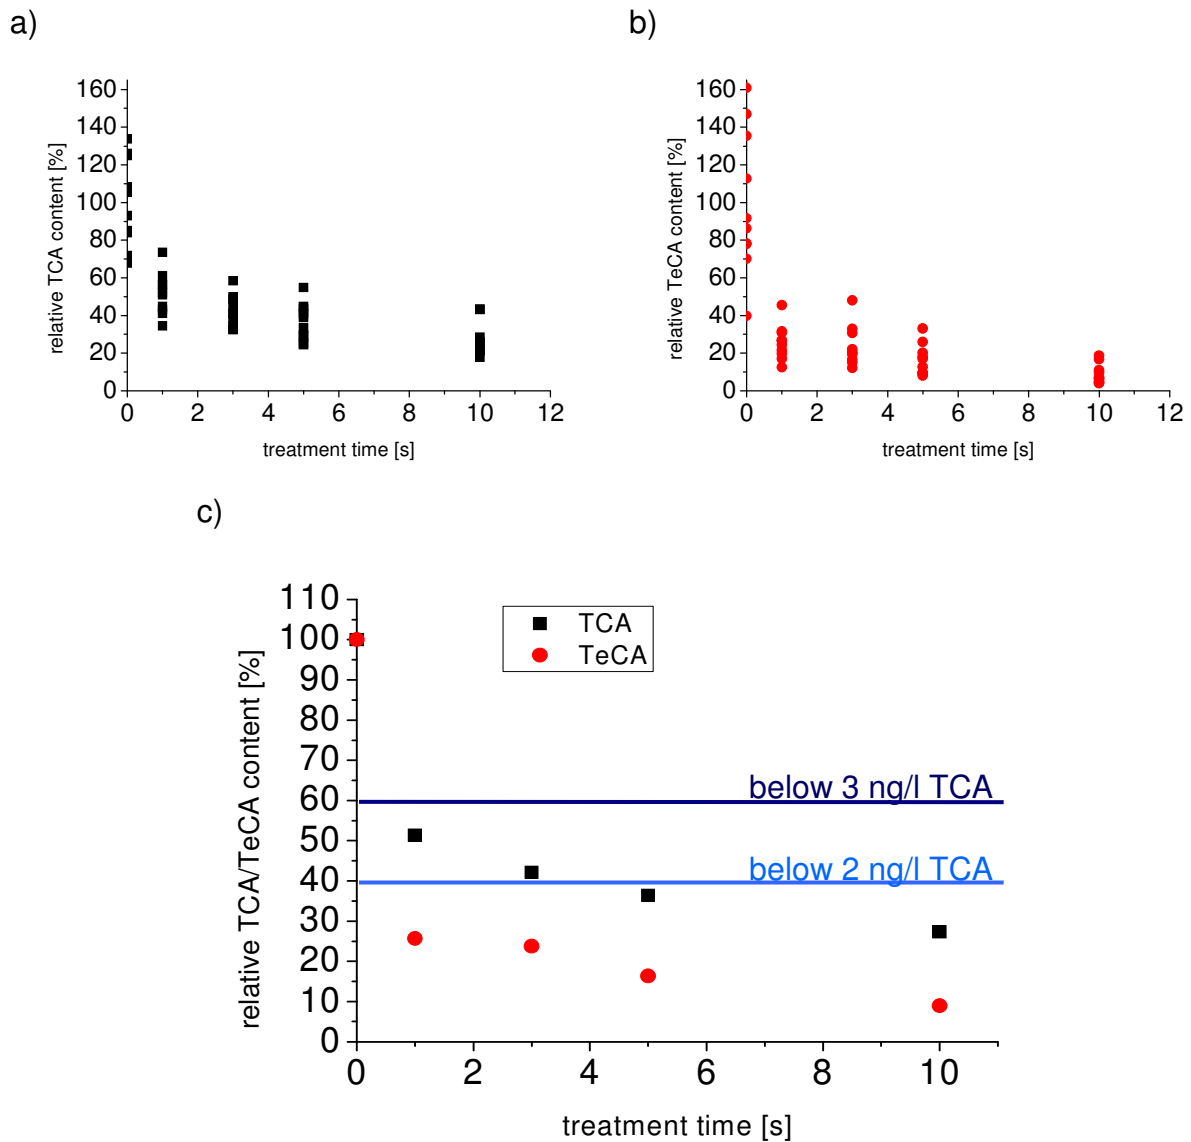 a)
b)
relative TCA content [%]
160
140
120
100
80
60
40
20
0
0 2 4 6 8 10 12
treatment time [s]
relative TeCA content [%]
160
140
120
100
80
60
40
20
0
0 2 4 6 8 10 12
treatment time [s]
c)
relative TCA/TeCA content [%]
110
100
90
80
70
60
50
40
30
20
10
0
TCA
TeCA
below 3 ng/l TCA
below 2 ng/l TCA
0 2 4 6 8 10
treatment time [s]